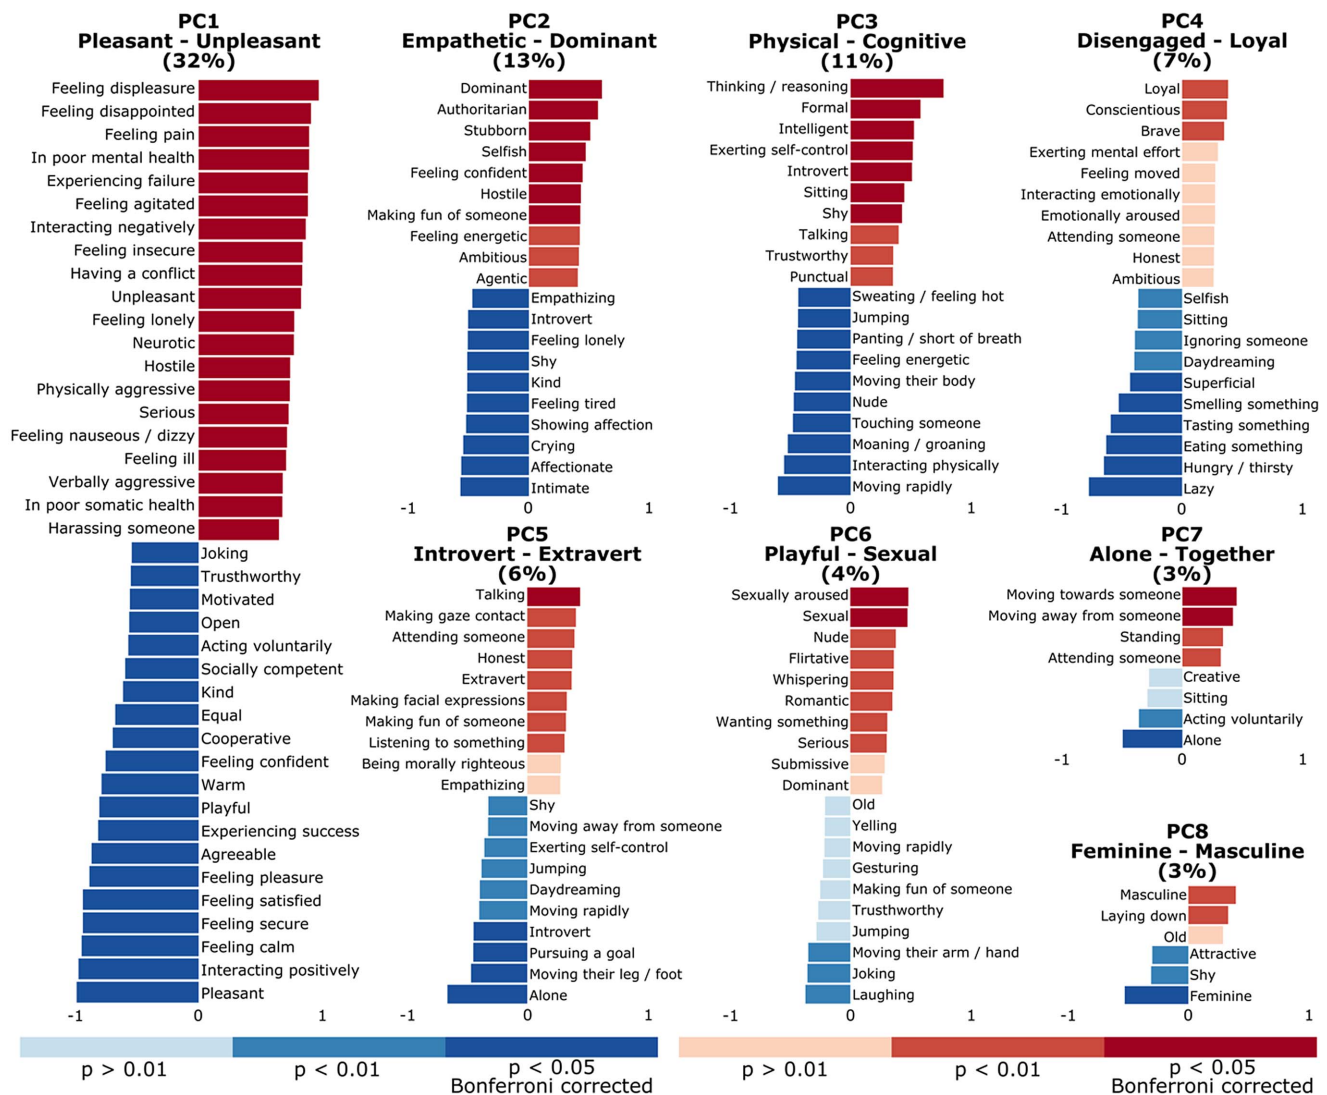 PC1
Pleasant - Unpleasant
(32%)
Feeling displeasure
Feeling disappointed
Feeling pain
In poor mental health
Experiencing failure
Feeling agitated
Interacting negatively
Feeling insecure
Having a conflict
Unpleasant
Feeling lonely
Neurotic
Hostile
Physically aggressive
Serious
Feeling nauseous / dizzy
Feeling ill
Verbally aggressive
In poor somatic health
Harassing someone
Joking
Trusthworthy
Motivated
Open
Acting voluntarily
Socially competent
Kind
Equal
Cooperative
Feeling confident
Warm
Playful
Experiencing success
Agreeable
Feeling pleasure
Feeling satisfied
Feeling secure
Feeling calm
Interacting positively
Pleasant
-1 0 1
PC2
Empathetic - Dominant
(13%)
Dominant
Authoritarian
Stubborn
Selfish
Feeling confident
Hostile
Making fun of someone
Feeling energetic
Ambitious
Agentic
Empathizing
Introvert
Feeling lonely
Shy
Kind
Feeling tired
Showing affection
Crying
Affectionate
Intimate
-1 0 1
PC3
Physical - Cognitive
(11%)
Thinking / reasoning
Formal
Intelligent
Exerting self-control
Introvert
Sitting
Shy
Talking
Trustworthy
Punctual
Sweating / feeling hot
Jumping
Panting / short of breath
Feeling energetic
Moving their body
Nude
Touching someone
Moaning / groaning
Interacting physically
Moving rapidly
-1 0 1
PC4
Disengaged - Loyal
(7%)
Loyal
Conscientious
Brave
Exerting mental effort
Feeling moved
Interacting emotionally
Emotionally aroused
Attending someone
Honest
Ambitious
Selfish
Sitting
Ignoring someone
Daydreaming
Superficial
Smelling something
Tasting something
Eating something
Hungry / thirsty
Lazy
-1 0 1
PC5
Introvert - Extravert
(6%)
Talking
Making gaze contact
Attending someone
Honest
Extravert
Making facial expressions
Making fun of someone
Listening to something
Being morally righteous
Empathizing
Shy
Moving away from someone
Exerting self-control
Jumping
Daydreaming
Moving rapidly
Introvert
Pursuing a goal
Moving their leg / foot
Alone
-1 0 1
PC6
Playful - Sexual
(4%)
Sexually aroused
Sexual
Nude
Flirtative
Whispering
Romantic
Wanting something
Serious
Submissive
Dominant
Old
Yelling
Moving rapidly
Gesturing
Making fun of someone
Trusthworthy
Jumping
Moving their arm / hand
Joking
Laughing
-1 0 1
PC7
Alone - Together
(3%)
Moving towards someone
Moving away from someone
Standing
Attending someone
Creative
Sitting
Acting voluntarily
Alone
-1 0 1
PC8
Feminine - Masculine
(3%)
Masculine
Laying down
Old
Attractive
Shy
Feminine
-1 0 1
p > 0.01 p < 0.01 p < 0.05
Bonferroni corrected
p > 0.01 p < 0.01 p < 0.05
Bonferroni corrected